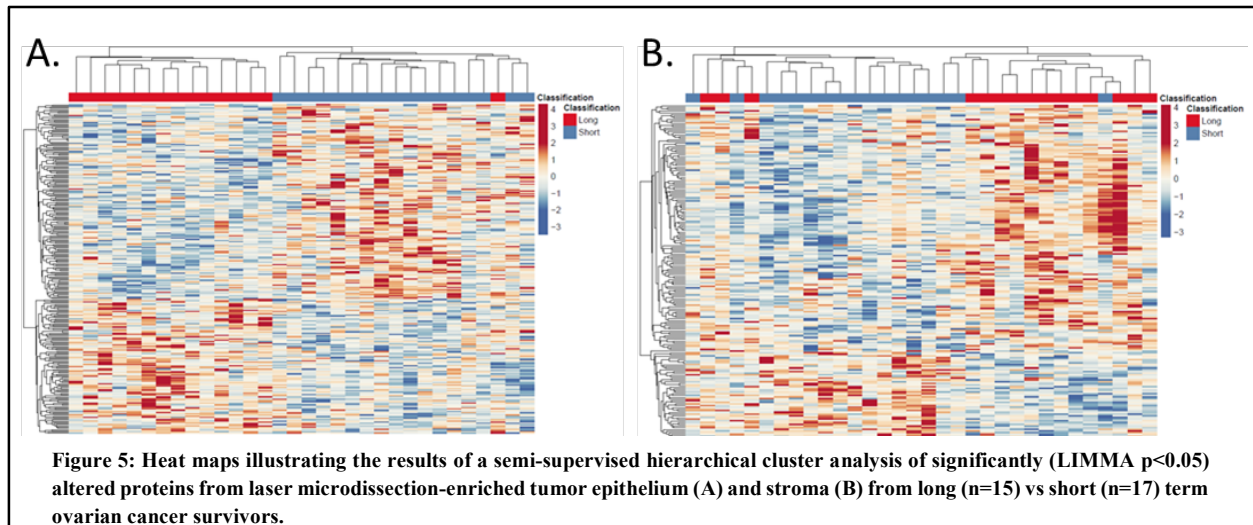 A.
B.
Classification
4
3
2
1
0
−1
−2
−3
Classification
Long
Short
Classification
4
3
2
1
0
−1
−2
−3
Classification
Long
Short
Figure 5: Heat maps illustrating the results of a semi-supervised hierarchical cluster analysis of significantly (LIMMA p<0.05)
altered proteins from laser microdissection-enriched tumor epithelium (A) and stroma (B) from long (n=15) vs short (n=17) term
ovarian cancer survivors.